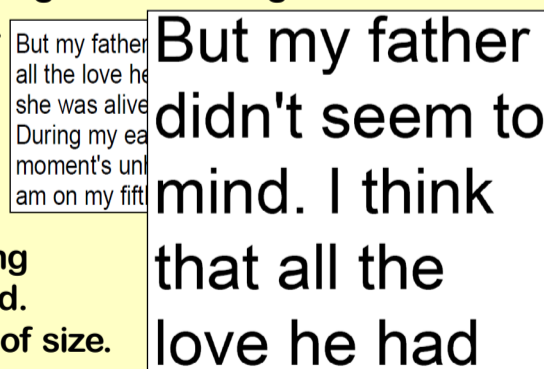 But my father
all the love he
she was alive
During my ea
moment's un
am on my fift
ng
d.
of size.
But my father
didn't seem to
mind. I think
that all the
love he had